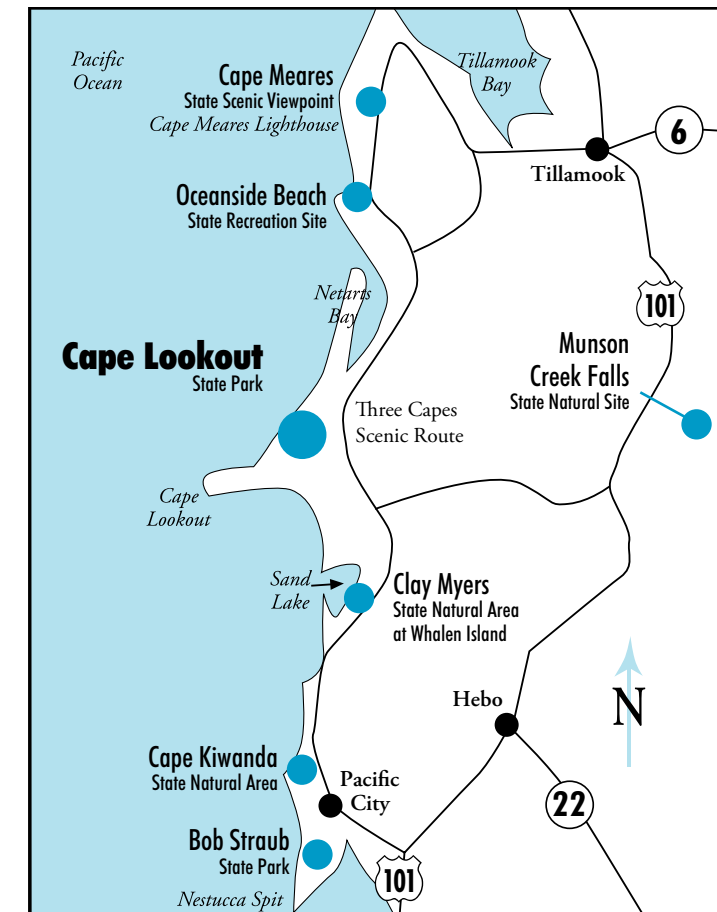 Pacific
Ocean
Tillamook
Bay
Cape Meares
State Scenic Viewpoint
Cape Meares Lighthouse
6
Tillamook
Oceanside Beach
State Recreation Site
Netarts
Bay
101
Cape Lookout
State Park
Munson
Creek Falls
State Natural Site
Three Capes
Scenic Route
Cape
Lookout
Sand
Lake
Clay Myers
State Natural Area
at Whalen Island
Hebo
N
Cape Kiwanda
State Natural Area
Pacific
City
22
Bob Straub
State Park
101
Nestucca Spit